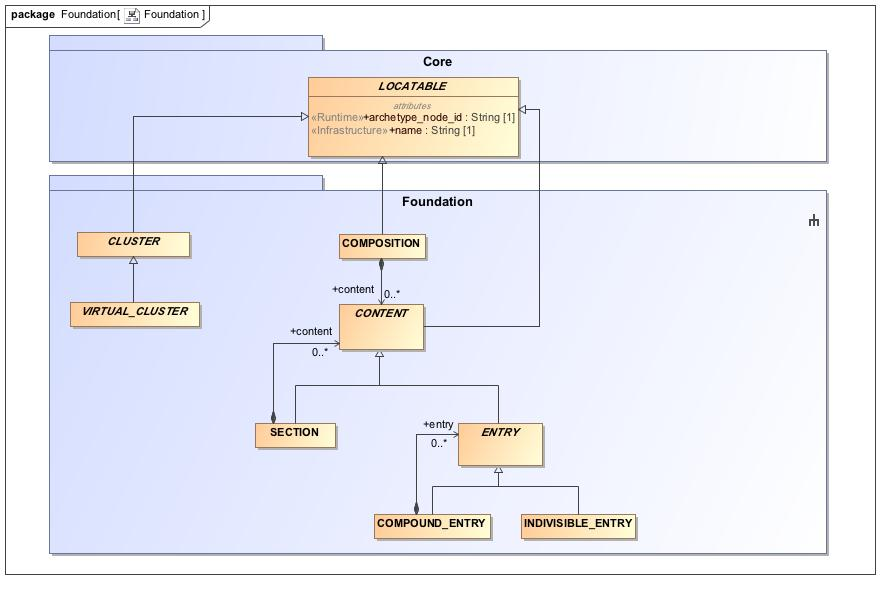 package Foundation[ Foundation ]
Core
LOCATABLE
attributes
«Runtime»+archetype_node_id : String [1]
«Infrastructure»+name : String [1]
Foundation
CLUSTER
COMPOSITION
+content
0..*
VIRTUAL_CLUSTER
CONTENT
+content
0..*
SECTION
+entry
0..*
ENTRY
COMPOUND_ENTRY
INDIVISIBLE_ENTRY